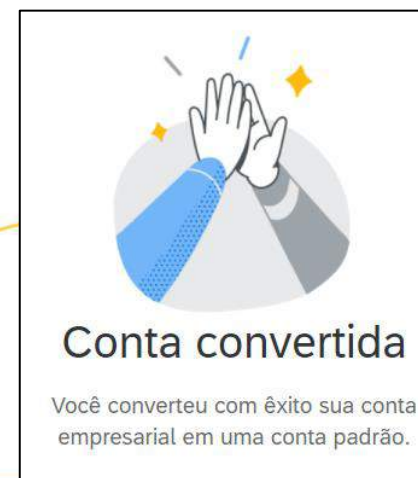 Conta convertida
Você converteu com êxito sua conta
empresarial em uma conta padrão.